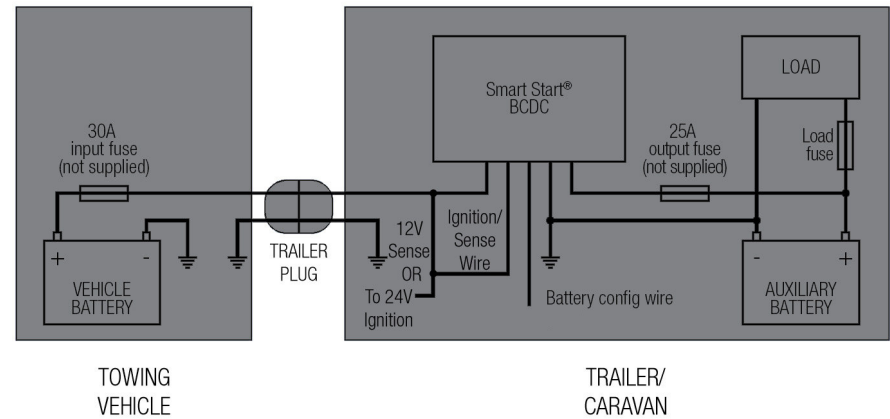 30A
input fuse
(not supplied)
+
-
VEHICLE
BATTERY
TRAILER
PLUG
Smart Start®
BCDC
12V
Sense
OR
To 24V
Ignition
Ignition/
Sense
Wire
Battery config wire
25A
output fuse
(not supplied)
LOAD
Load
fuse
-
+
AUXILIARY
BATTERY
TOWING
VEHICLE
TRAILER/
CARAVAN